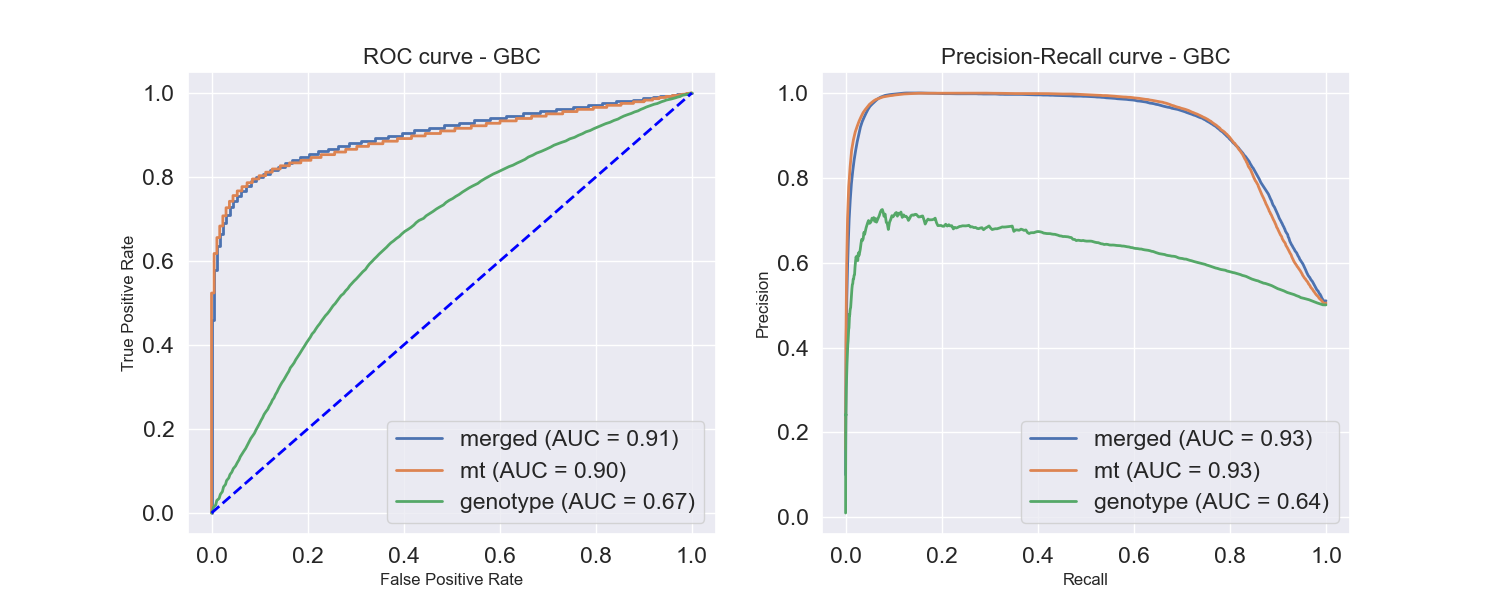 ROC curve - GBC
1.0
0.8
0.6
0.4
0.2
0.0
True Positive Rate
0.0 0.2 0.4 0.6 0.8 1.0
False Positive Rate
merged (AUC = 0.91)
mt (AUC = 0.90)
genotype (AUC = 0.67)
Precision-Recall curve - GBC
1.0
0.8
0.6
0.4
0.2
0.0
Precision
0.0 0.2 0.4 0.6 0.8 1.0
Recall
merged (AUC = 0.93)
mt (AUC = 0.93)
genotype (AUC = 0.64)